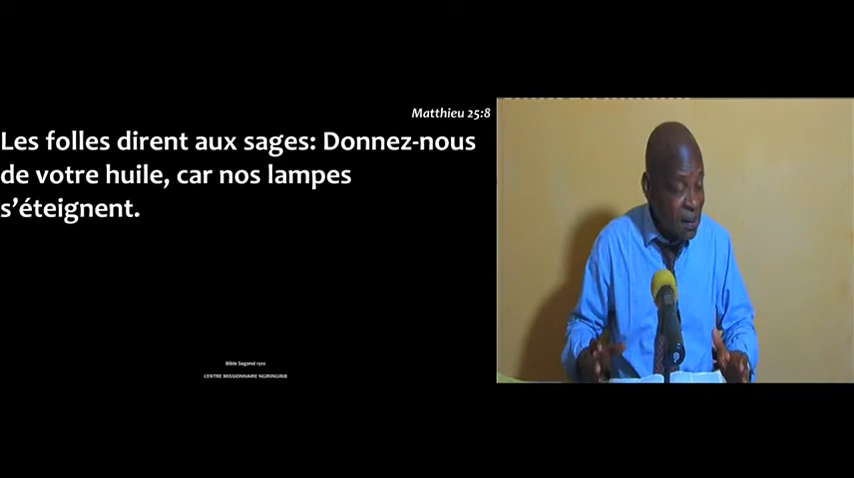 Matthieu 25:8
Les folles dirent aux sages: Donnez-nous
de votre huile, car nos lampes
s’éteignent.
Bible Segond 1910
CENTRE MISSIONNAIRE